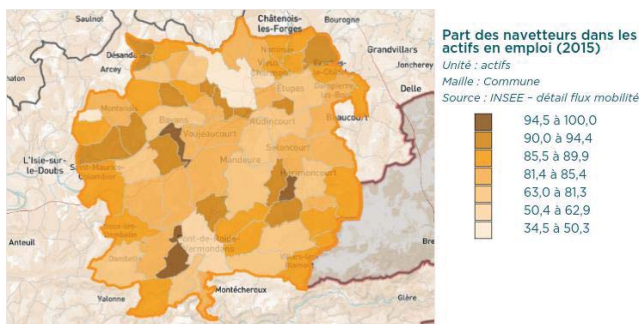 Saulnot
Châtenois-
les-Forges
Bourogne
Grandvillars
Désandans
Arcey
Joncherey
Delle
Étupes
Beaucourt
Montenois
Bavans
Audincourt
Voujeaucourt
Seloncourt
L'Isle-sur-
le-Doubs
Mandeure
Hérimoncourt
Anteuil
Pont-de-Roide-
Vermondans
Dambelin
Valonne
Montécheroux
Glère
Part des navetteurs dans les
actifs en emploi (2015)
Unité : actifs
Maille : Commune
Source : INSEE – détail flux mobilité
94,5 à 100,0
90,0 à 94,4
85,5 à 89,9
81,4 à 85,4
63,0 à 81,3
50,4 à 62,9
34,5 à 50,3